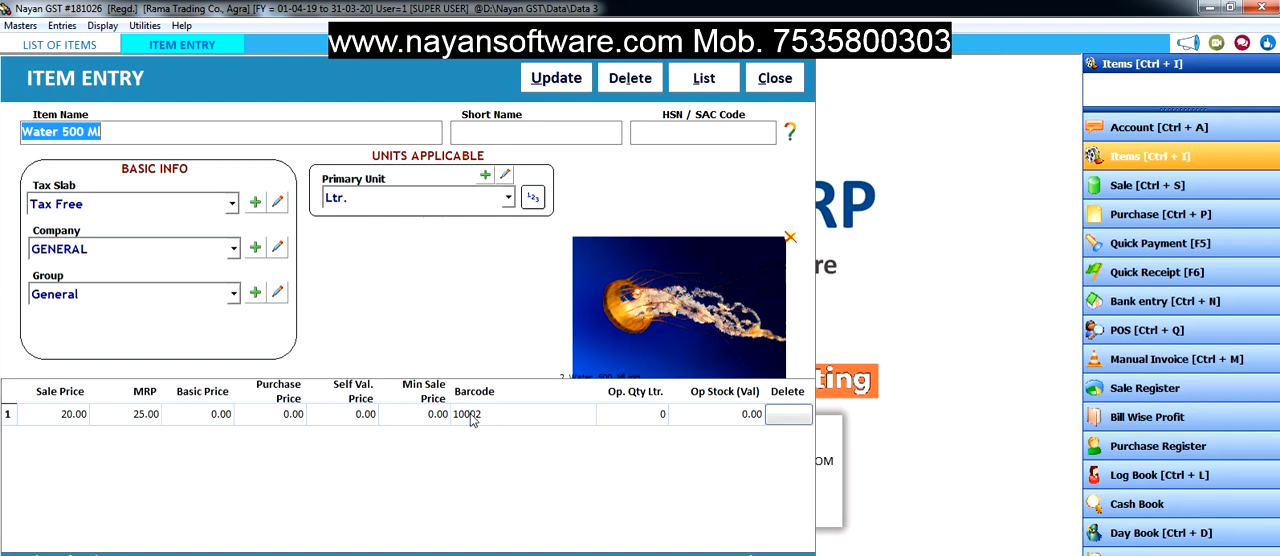 Nayan GST #181026 [Regd.] [Rama Trading Co., Agra] [FY = 01-04-19 to 31-03-20] User=1 [SUPER USER] @D:\Nayan GST\Data\Data 3
Masters Entries Display Utilities Help
www.nayansoftware.com Mob. 7535800303
LIST OF ITEMS ITEM ENTRY
Items [Ctrl + I]
ITEM ENTRY Update Delete List Close
Item Name Short Name HSN / SAC Code
Water 500 Ml
BASIC INFO
UNITS APPLICABLE
Tax Slab
Tax Free
Primary Unit
Ltr.
123
Company
GENERAL
Group
General
RP
re
2. Water 500 Ml.jpg
ting
OM
Sale Price MRP Basic Price Purchase Price Self Val. Price Min Sale Price Barcode Op. Qty Ltr. Op Stock (Val) Delete
1 20.00 25.00 0.00 0.00 0.00 0.00 10002 0 0.00
Account [Ctrl + A]
Items [Ctrl + I]
Sale [Ctrl + S]
Purchase [Ctrl + P]
Quick Payment [F5]
Quick Receipt [F6]
Bank entry [Ctrl + N]
POS [Ctrl + Q]
Manual Invoice [Ctrl + M]
Sale Register
Bill Wise Profit
Purchase Register
Log Book [Ctrl + L]
Cash Book
Day Book [Ctrl + D]